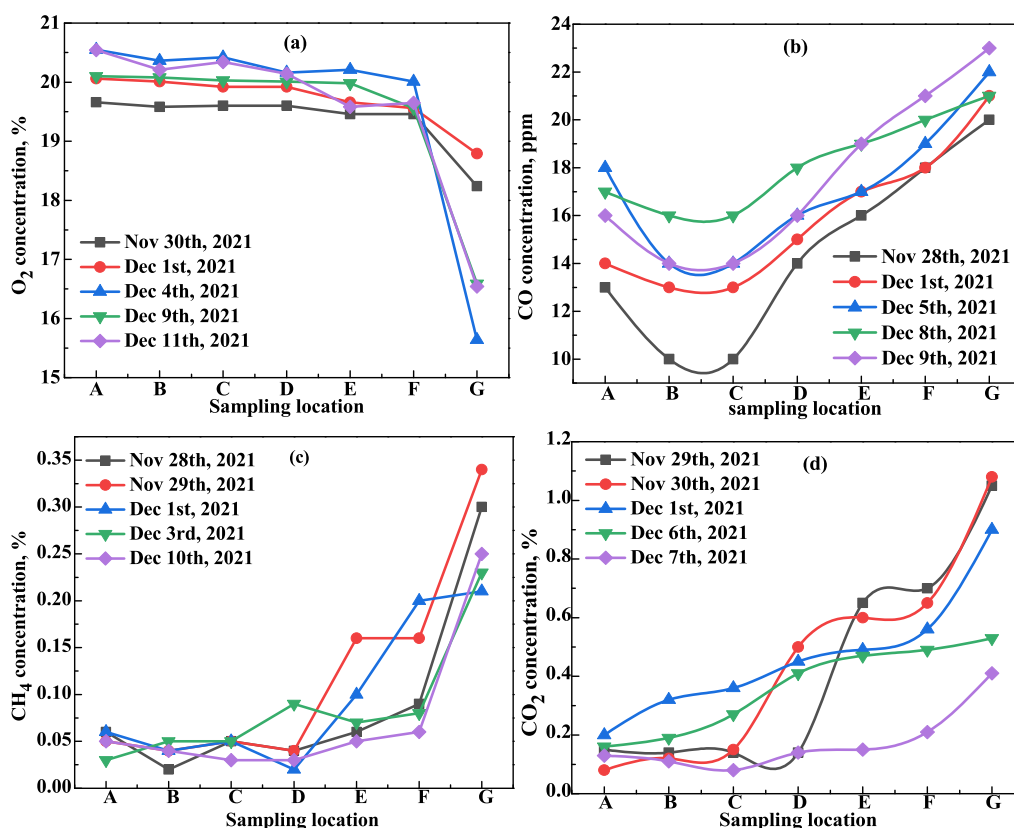 (a)
O₂ concentration, %
21
20
19
18
17
16
15
Nov 30th, 2021
Dec 1st, 2021
Dec 4th, 2021
Dec 9th, 2021
Dec 11th, 2021
A B C D E F G
Sampling location
(b)
CO concentration, ppm
24
22
20
18
16
14
12
10
Nov 28th, 2021
Dec 1st, 2021
Dec 5th, 2021
Dec 8th, 2021
Dec 9th, 2021
A B C D E F G
sampling location
(c)
CH₄ concentration, %
0.35
0.30
0.25
0.20
0.15
0.10
0.05
0.00
Nov 28th, 2021
Nov 29th, 2021
Dec 1st, 2021
Dec 3rd, 2021
Dec 10th, 2021
A B C D E F G
Sampling location
(d)
CO₂ concentration, %
1.2
1.0
0.8
0.6
0.4
0.2
0.0
Nov 29th, 2021
Nov 30th, 2021
Dec 1st, 2021
Dec 6th, 2021
Dec 7th, 2021
A B C D E F G
Sampling location